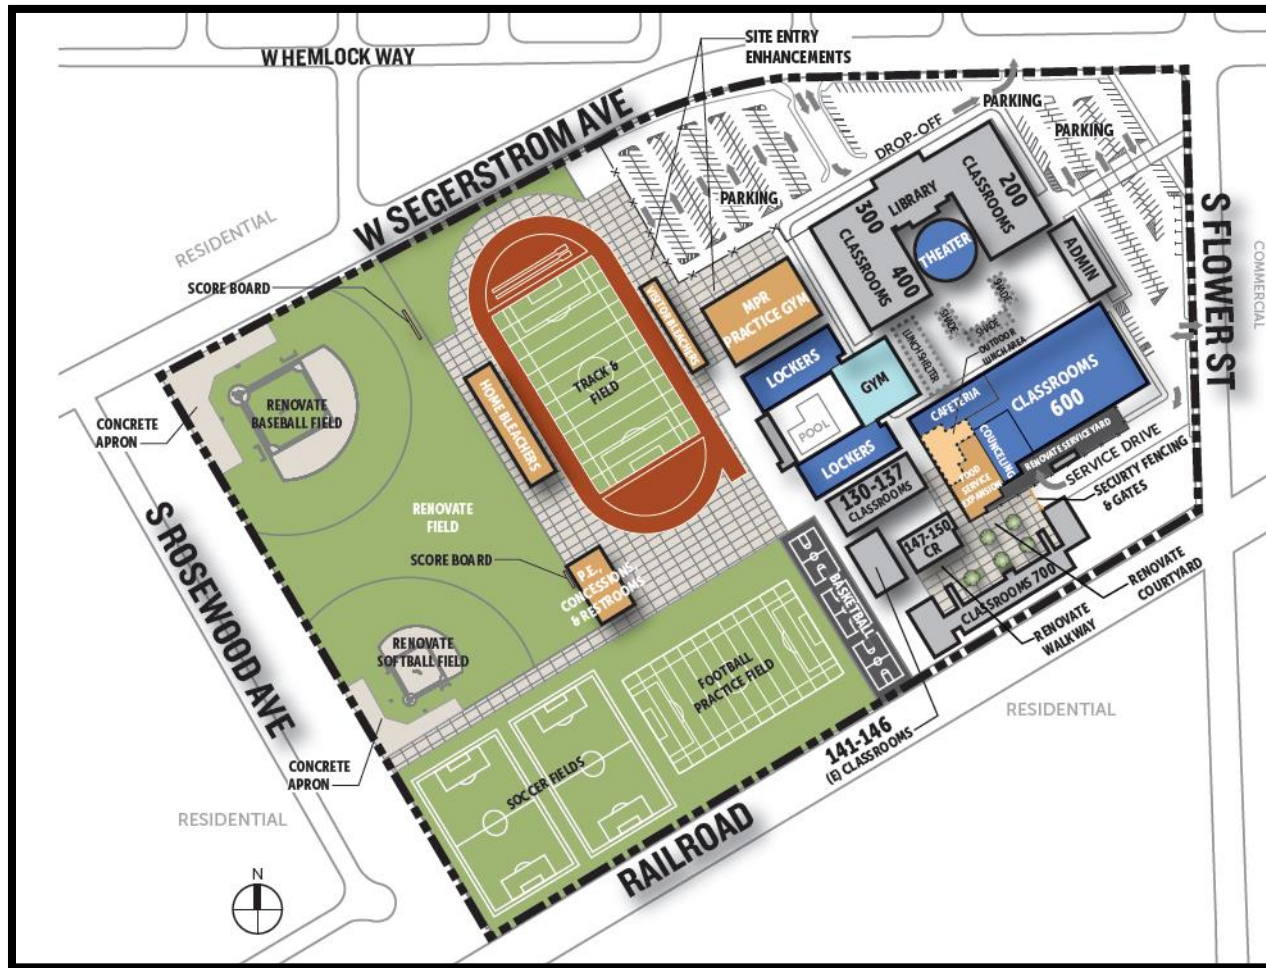 W HEMLOCK WAY
SITE ENTRY
ENHANCEMENTS
W SEGERSTROM AVE
PARKING
DROP-OFF
PARKING
PARKING
RESIDENTIAL
S FLOWER ST
COMMERCIAL
LIBRARY
200
CLASSROOMS
300
CLASSROOMS
400
THEATER
ADMIN
SCORE BOARD
VISITOR BLEACHERS
MPR
PRACTICE GYM
SHADE
SHADE
SHADE
OUTDOOR
LUNCH AREA
LUNCH SHELTER
LOCKERS
GYM
TRACK &
FIELD
HOME BLEACHERS
CONCRETE
APRON
RENOVATE
BASEBALL FIELD
POOL
CAFETERIA
CLASSROOMS
600
LOCKERS
COUNCELING
RENOVATE SERVICE YARD
SERVICE DRIVE
FOOD
SERVICE
EXPANSION
SECURTY FENCING
& GATES
130-137
CLASSROOMS
147-150
CR
RENOVATE
FIELD
SCORE BOARD
P.E.,
CONCESSIONS,
& RESTROOMS
BASKETBALL
CLASSROOMS 700
RENOVATE
COURTYARD
RENOVATE
WALKWAY
S ROSEWOOD AVE
RENOVATE
SOFTBALL FIELD
FOOTBALL
PRACTICE FIELD
RESIDENTIAL
141-146
(E) CLASSROOMS
CONCRETE
APRON
SOCCER FIELDS
RESIDENTIAL
RAILROAD
N